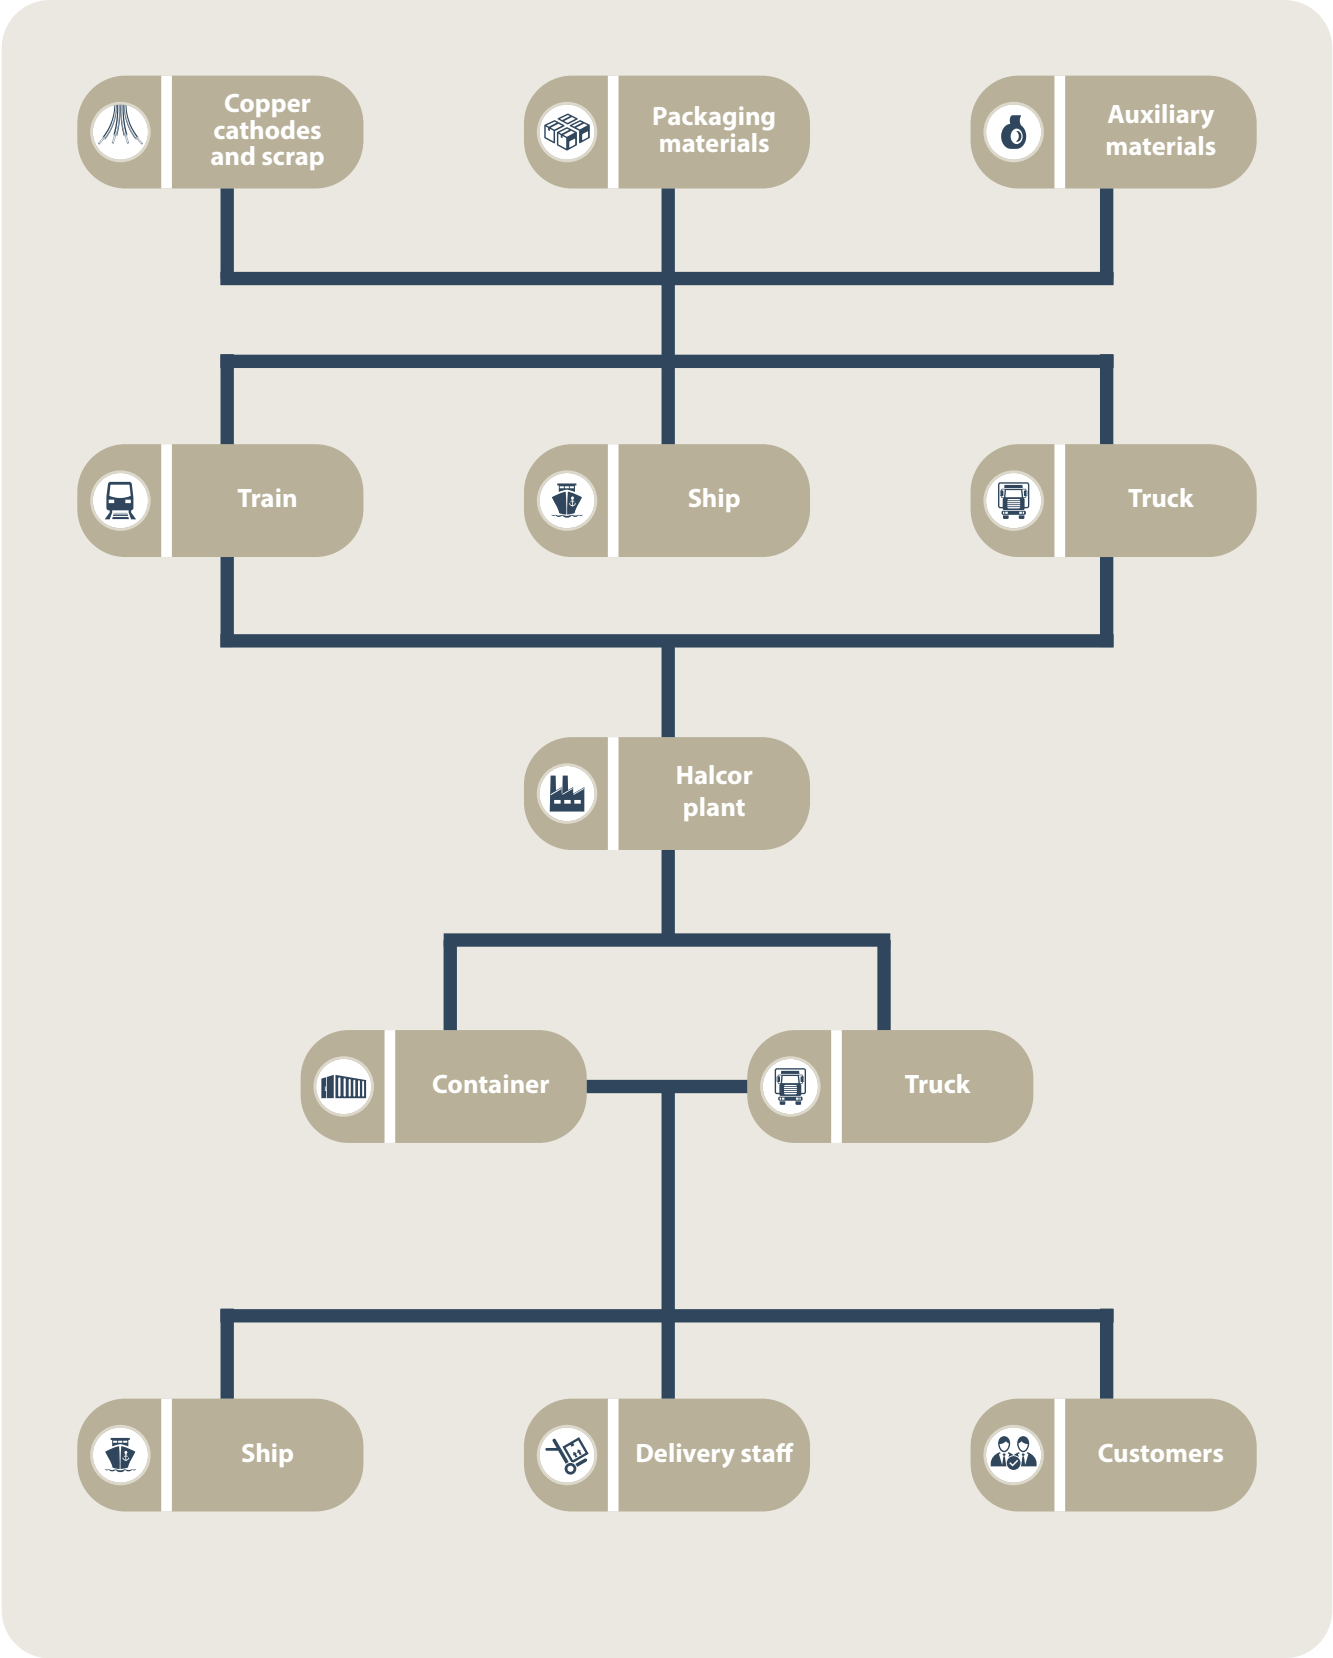 Copper
cathodes
and scrap
Packaging
materials
Auxiliary
materials
Train
Ship
Truck
Halcor
plant
Container
Truck
Ship
Delivery staff
Customers